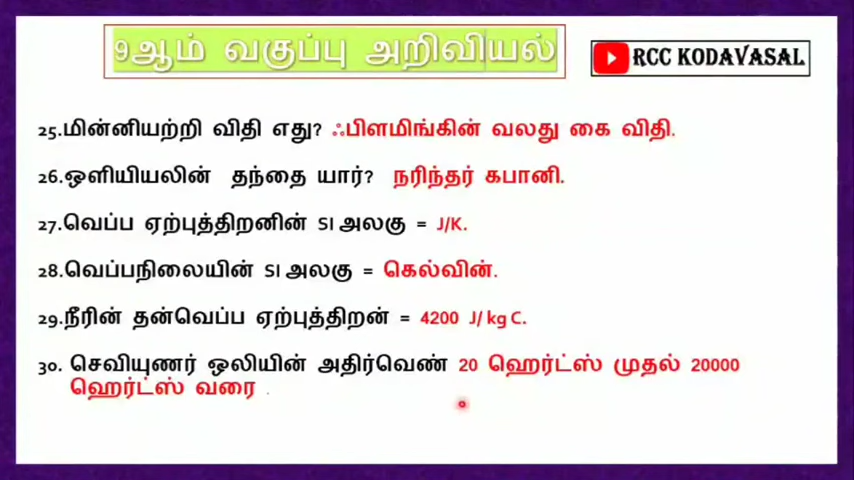 9ஆம் வகுப்பு அறிவியல்
RCC KODAVASAL
25.மின்னியற்றி விதி எது? ஃபிளமிங்கின் வலது கை விதி.
26.ஒளியியலின் தந்தை யார்? நரிந்தர் கபானி.
27.வெப்ப ஏற்புத்திறனின் SI அலகு = J/K.
28.வெப்பநிலையின் SI அலகு = கெல்வின்.
29.நீரின் தன்வெப்ப ஏற்புத்திறன் = 4200 J/ kg C.
30. செவியுணர் ஒலியின் அதிர்வெண் 20 ஹெர்ட்ஸ் முதல் 20000
ஹெர்ட்ஸ் வரை .